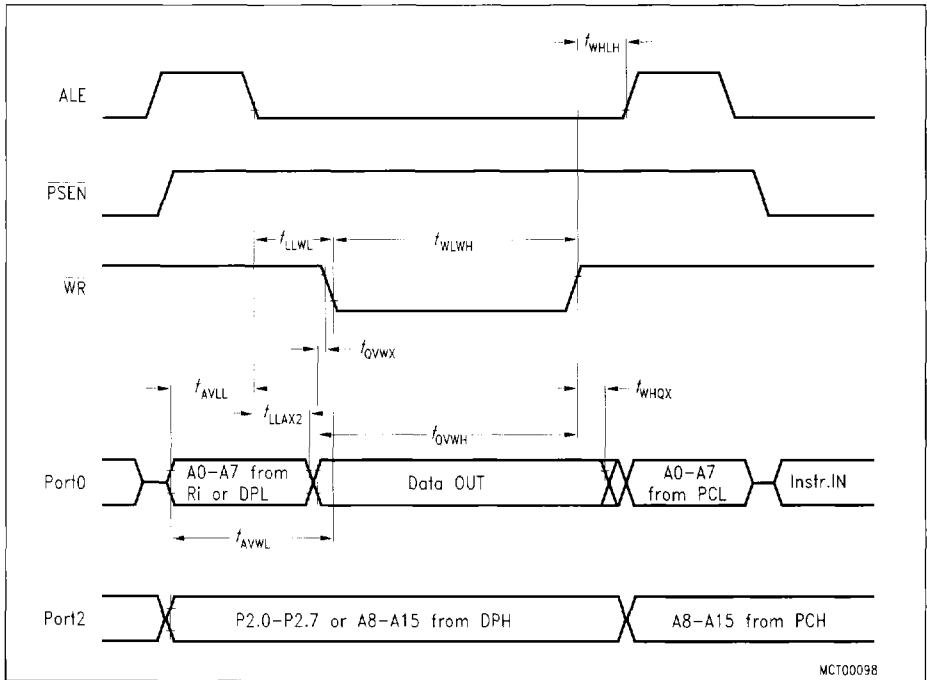 tWHLH
ALE
PSEN
tLLWL
tWLWH
WR
tQVWX
tAVLL
tWHQX
tLLAX2
tQVWH
Port0
A0-A7 from
Ri or DPL
Data OUT
A0-A7
from PCL
Instr.IN
tAVWL
Port2
P2.0-P2.7 or A8-A15 from DPH
A8-A15 from PCH
MCT00098